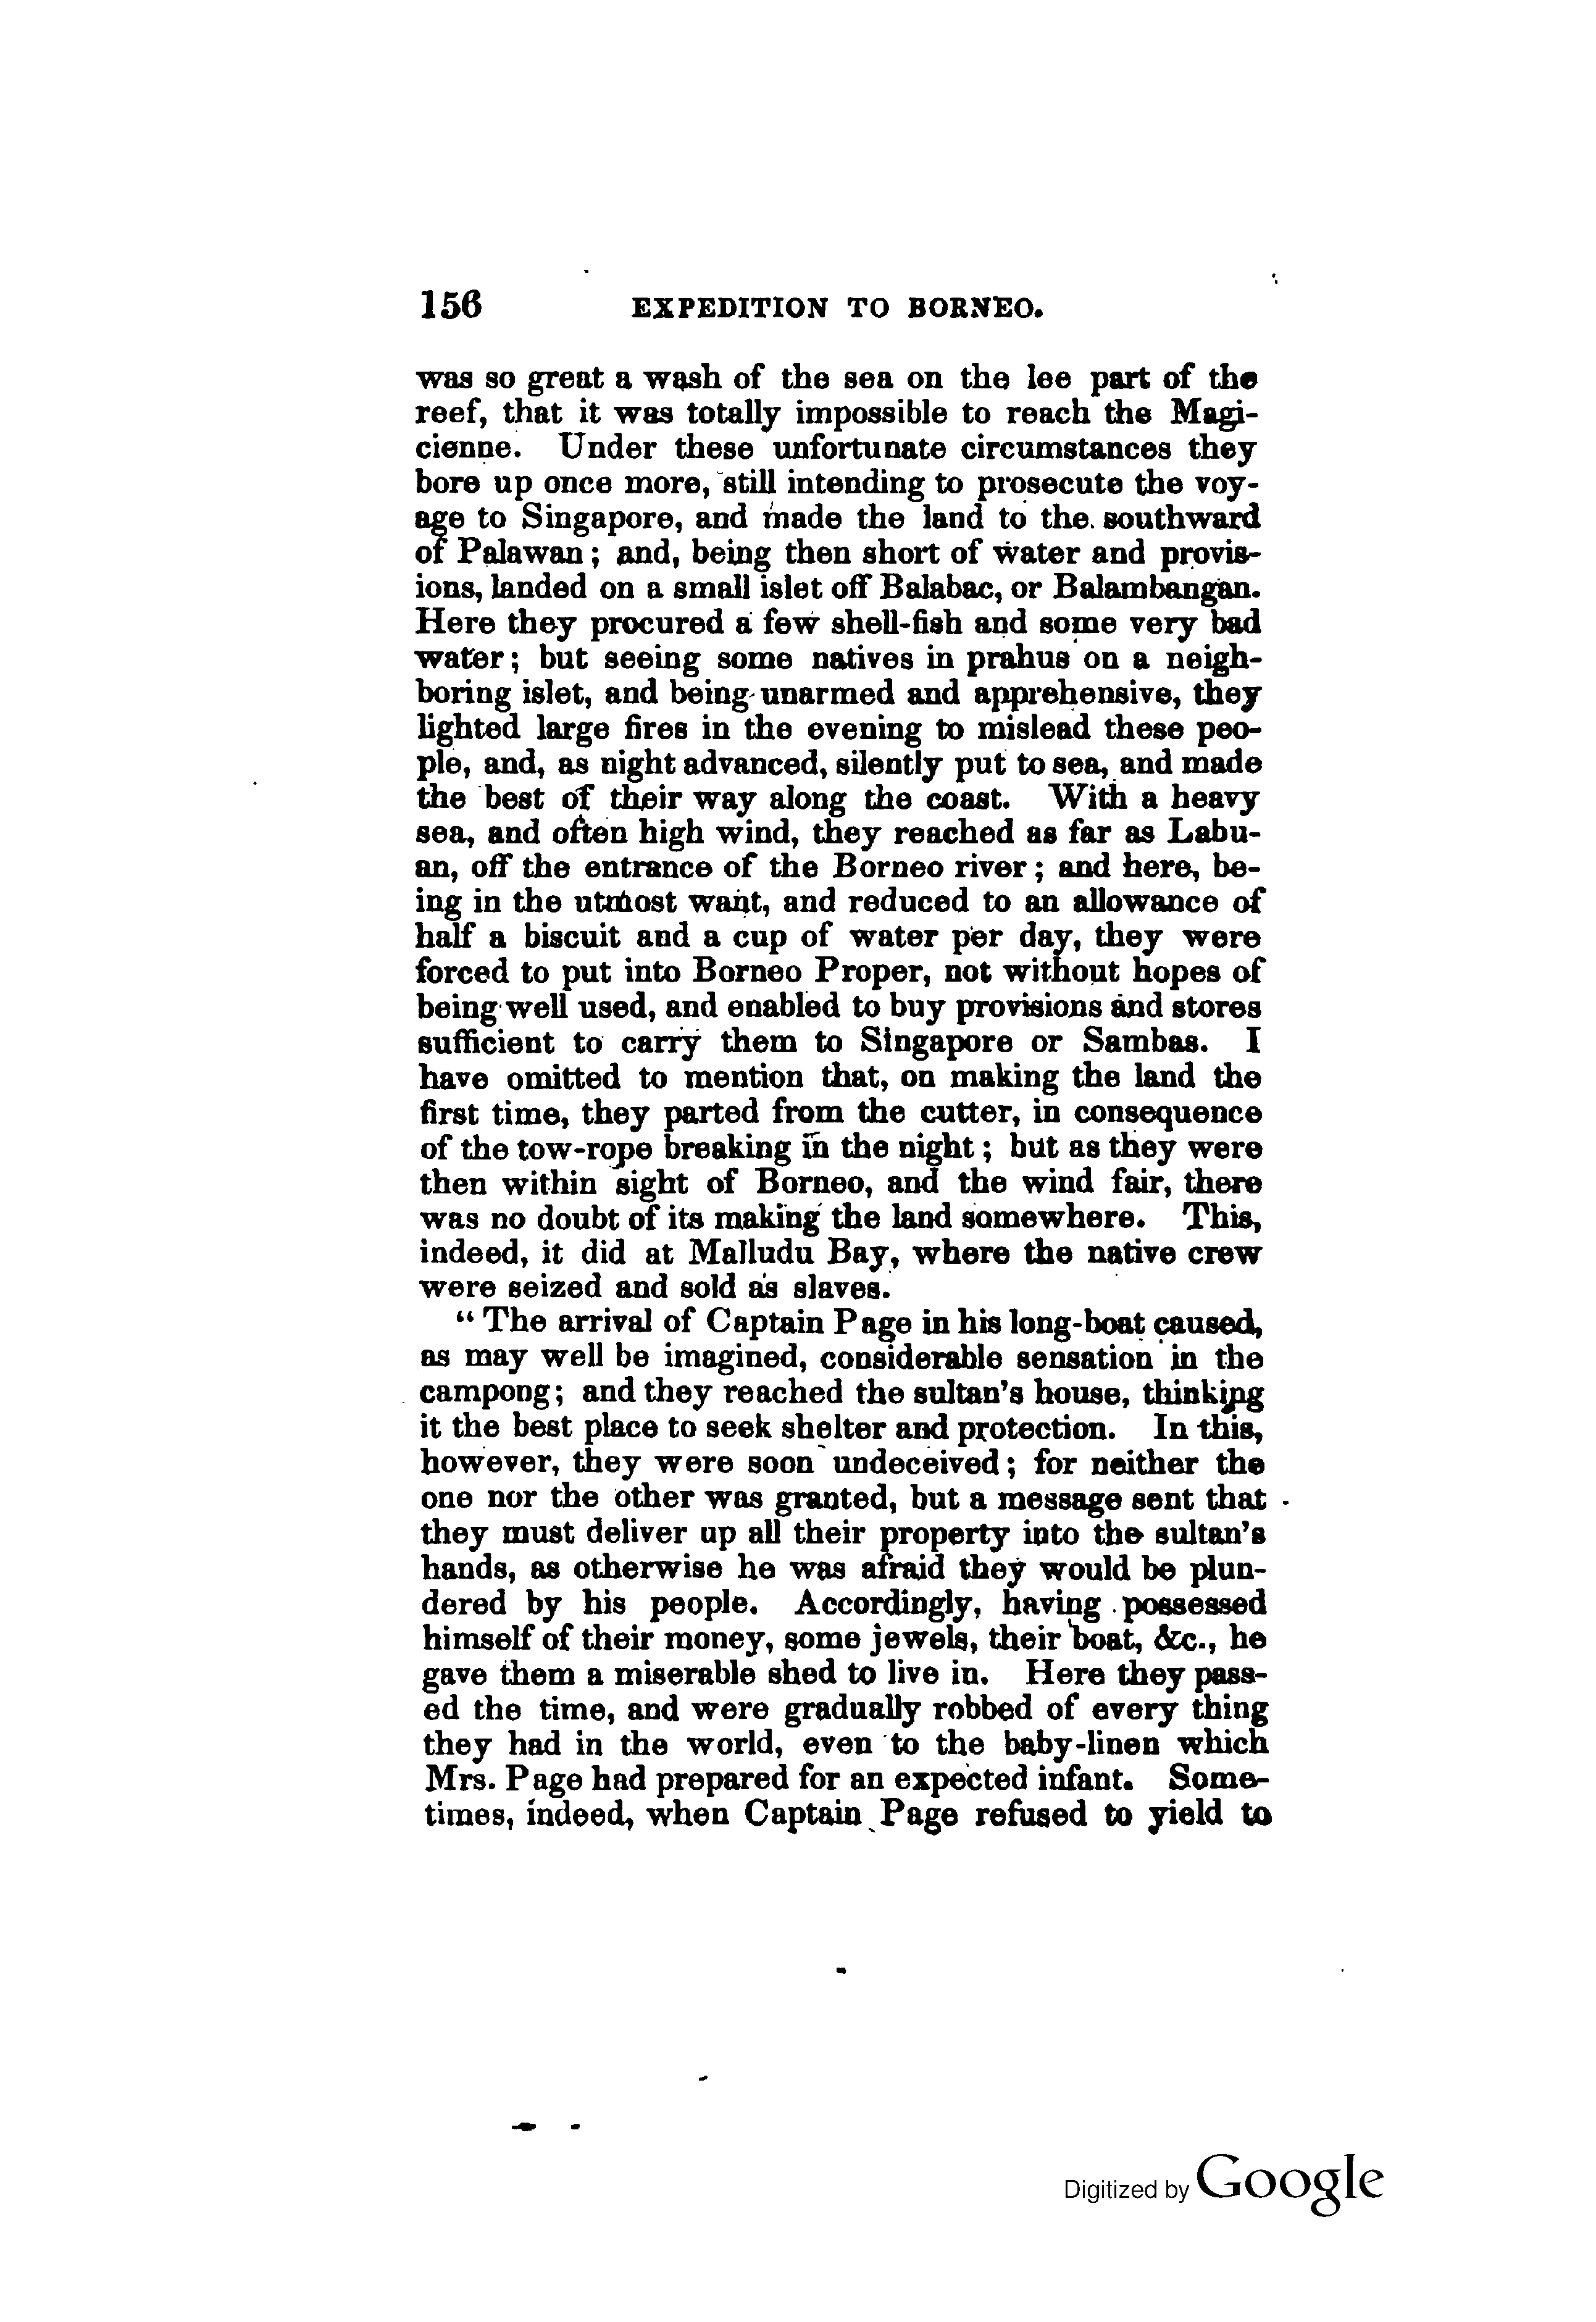 156 EXPEDITION TO BORNEO.
was so great a wash of the sea on the lee part of the
reef, that it was totally impossible to reach the Magi-
cienne. Under these unfortunate circumstances they
bore up once more, still intending to prosecute the voy-
age to Singapore, and made the land to the southward
of Palawan; and, being then short of water and provis-
ions, landed on a small islet off Balabac, or Balambangan.
Here they procured a few shell-fish and some very bad
water; but seeing some natives in prahus on a neigh-
boring islet, and being unarmed and apprehensive, they
lighted large fires in the evening to mislead these peo-
ple, and, as night advanced, silently put to sea, and made
the best of their way along the coast. With a heavy
sea, and often high wind, they reached as far as Labu-
an, off the entrance of the Borneo river; and here, be-
ing in the utmost want, and reduced to an allowance of
half a biscuit and a cup of water per day, they were
forced to put into Borneo Proper, not without hopes of
being well used, and enabled to buy provisions and stores
sufficient to carry them to Singapore or Sambas. I
have omitted to mention that, on making the land the
first time, they parted from the cutter, in consequence
of the tow-rope breaking in the night; but as they were
then within sight of Borneo, and the wind fair, there
was no doubt of its making the land somewhere. This,
indeed, it did at Malludu Bay, where the native crew
were seized and sold as slaves.
“ The arrival of Captain Page in his long-boat caused,
as may well be imagined, considerable sensation in the
campong; and they reached the sultan's house, thinking
it the best place to seek shelter and protection. In this,
however, they were soon undeceived; for neither the
one nor the other was granted, but a message sent that
they must deliver up all their property into the sultan's
hands, as otherwise he was afraid they would be plun-
dered by his people. Accordingly, having possessed
himself of their money, some jewels, their boat, &c., he
gave them a miserable shed to live in. Here they pass-
ed the time, and were gradually robbed of every thing
they had in the world, even to the baby-linen which
Mrs. Page had prepared for an expected infant. Some-
times, indeed, when Captain Page refused to yield to
Digitized by Google